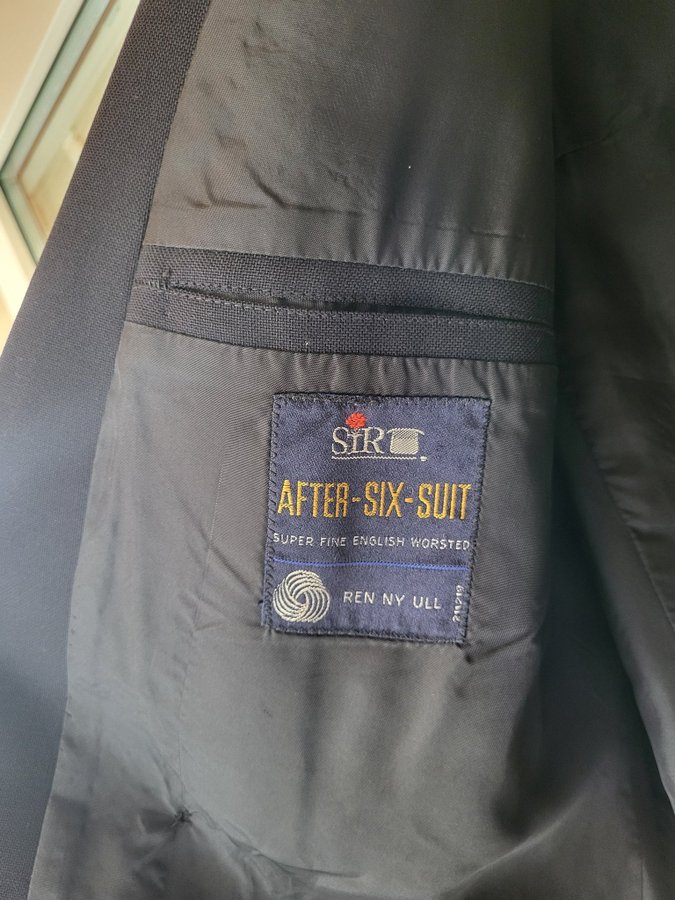 SIR
AFTER-SIX-SUIT
SUPER FINE ENGLISH WORSTED
REN NY ULL